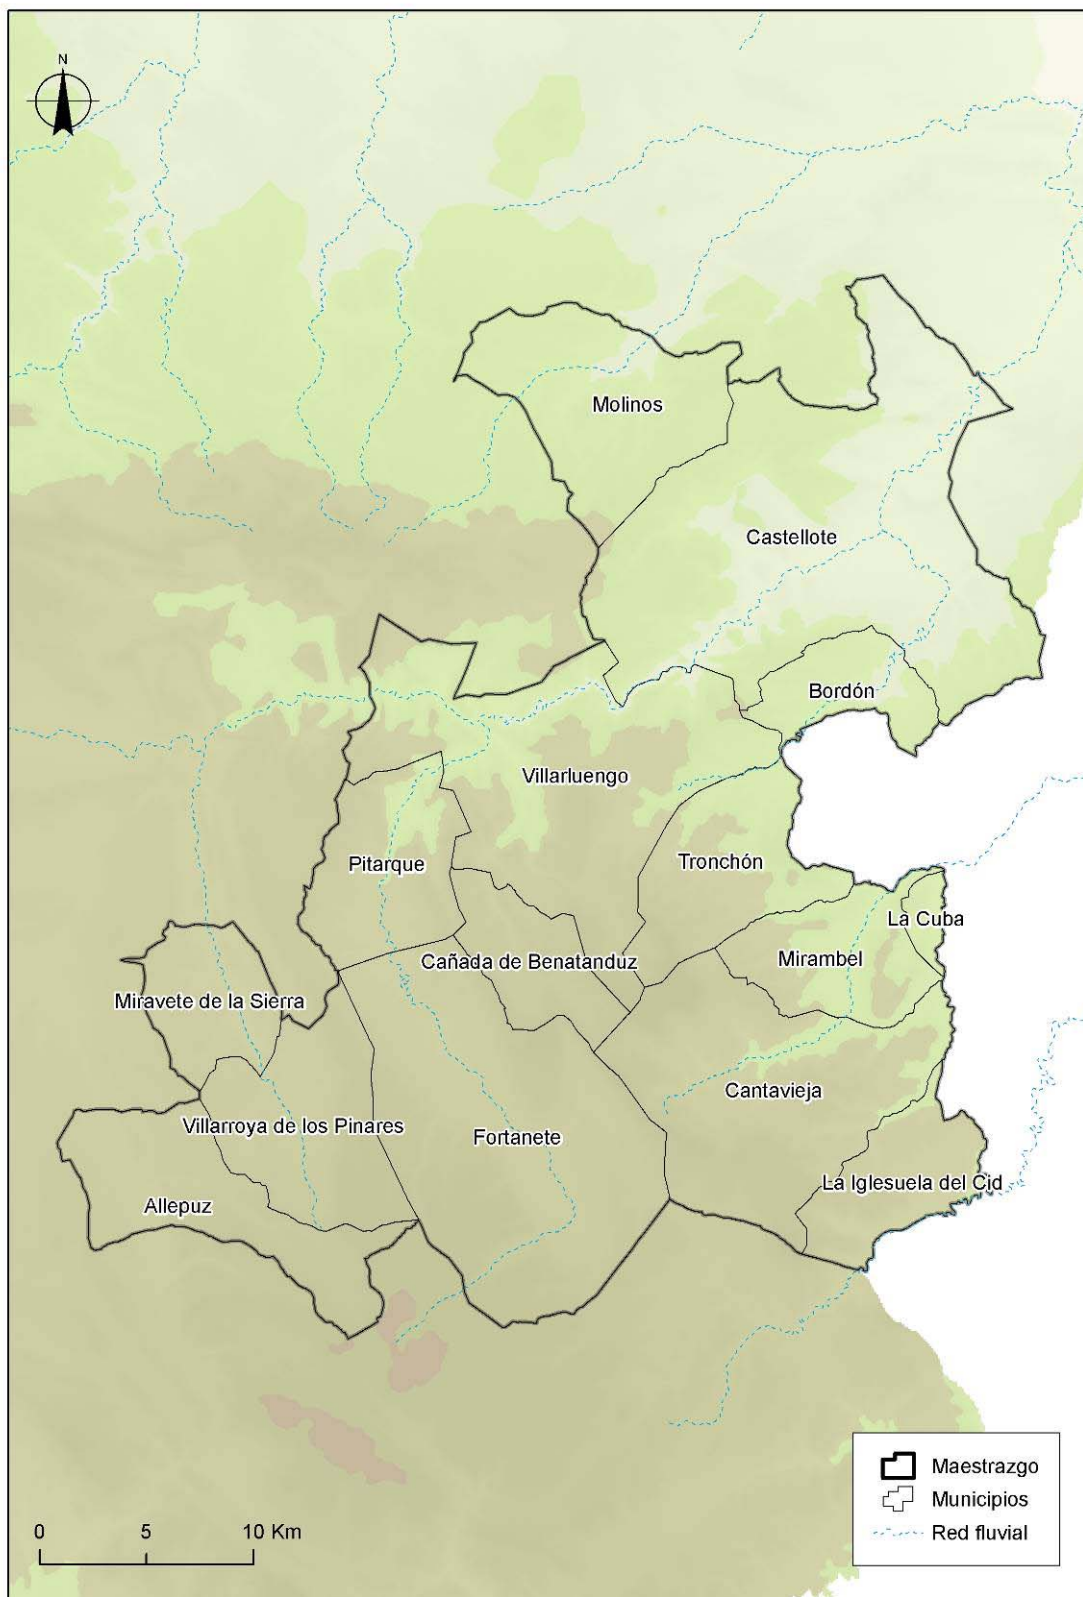 N
Molinos
Castellote
Bordón
Villarluengo
Pitarque
Tronchón
La Cuba
Cañada de Benatanduz
Mirambel
Miravete de la Sierra
Cantavieja
Villarroya de los Pinares
Fortanete
La Iglesuela del Cid
Allepuz
Maestrazgo
Municipios
Red fluvial
0 5 10 Km